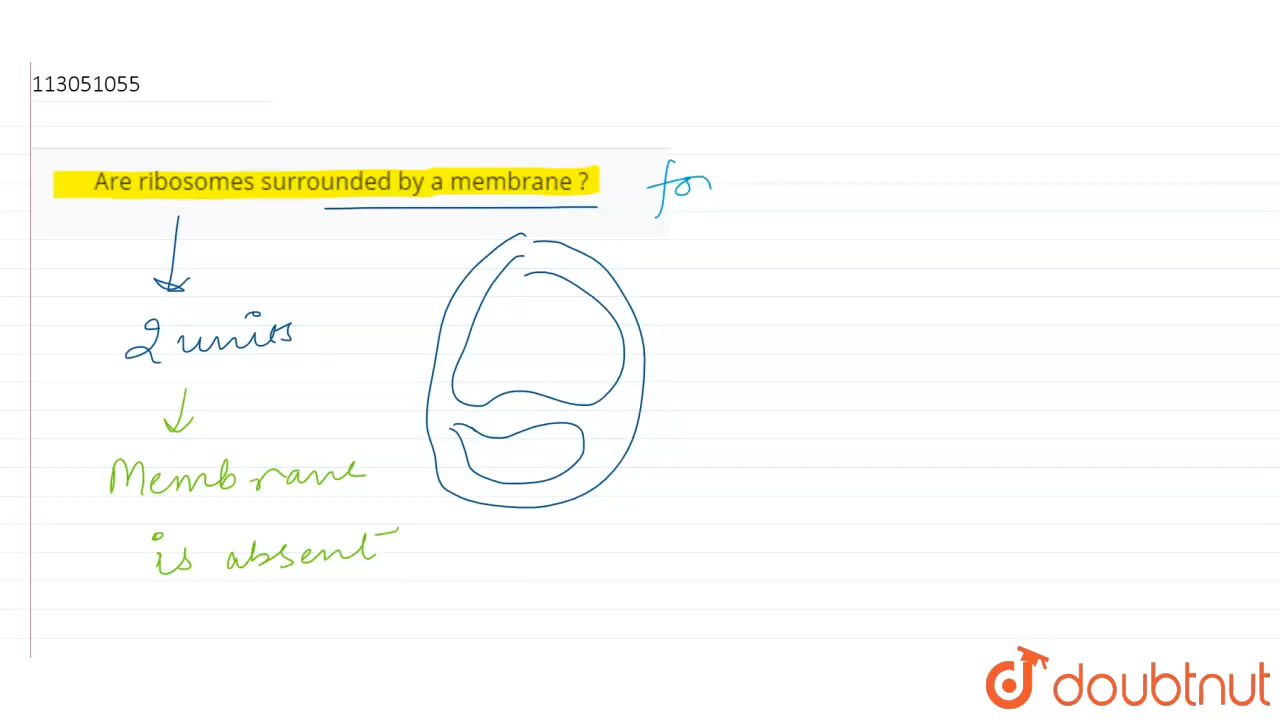 113051055
Are ribosomes surrounded by a membrane ?
for
2 units
Membrane
is absent
doubtnut